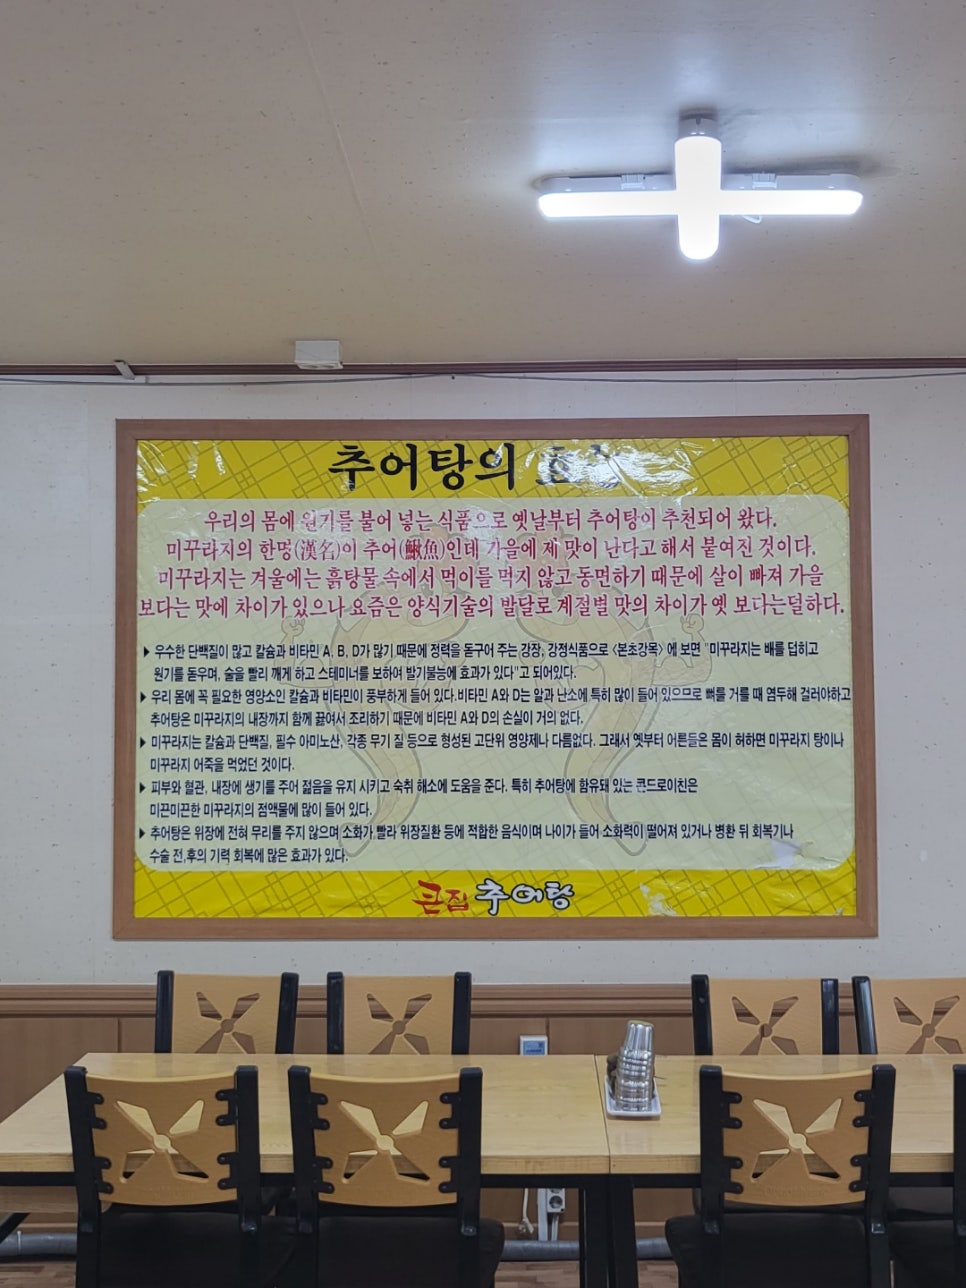 추어탕의 효능
우리의 몸에 원기를 불어 넣는 식품으로 옛날부터 추어탕이 추천되어 왔다.
미꾸라지의 한명(漢名)이 추어(鰍魚)인데 가을에 제 맛이 난다고 해서 붙여진 것이다.
미꾸라지는 겨울에는 흙탕물 속에서 먹이를 먹지 않고 동면하기 때문에 살이 빠져 가을
보다는 맛에 차이가 있으나 요즘은 양식기술의 발달로 계절별 맛의 차이가 옛 보다는덜하다.
우수한 단백질이 많고 칼슘과 비타민 A, B, D가 많기 때문에 정력을 돋구어 주는 강장, 강정식품으로 <본초강목> 에 보면 "미꾸라지는 배를 덥히고
원기를 돋우며, 술을 빨리 깨게 하고 스테미너를 보하여 발기불능에 효과가 있다"고 되어있다.
우리 몸에 꼭 필요한 영양소인 칼슘과 비타민이 풍부하게 들어 있다.비타민 A와 D는 알과 난소에 특히 많이 들어 있으므로 뼈를 거를 때 염두해 걸러야하고
추어탕은 미꾸라지의 내장까지 함께 끓여서 조리하기 때문에 비타민 A와 D의 손실이 거의 없다.
미꾸라지는 칼슘과 단백질, 필수 아미노산, 각종 무기 질 등으로 형성된 고단위 영양제나 다름없다. 그래서 옛부터 어른들은 몸이 허하면 미꾸라지 탕이나
미꾸라지 어죽을 먹었던 것이다.
피부와 혈관, 내장에 생기를 주어 젊음을 유지 시키고 숙취 해소에 도움을 준다. 특히 추어탕에 함유돼 있는 콘드로이친은
미끈미끈한 미꾸라지의 점액물에 많이 들어 있다.
추어탕은 위장에 전혀 무리를 주지 않으며 소화가 빨라 위장질환 등에 적합한 음식이며 나이가 들어 소화력이 떨어져 있거나 병환 뒤 회복기나
수술 전,후의 기력 회복에 많은 효과가 있다.
큰집 추어탕